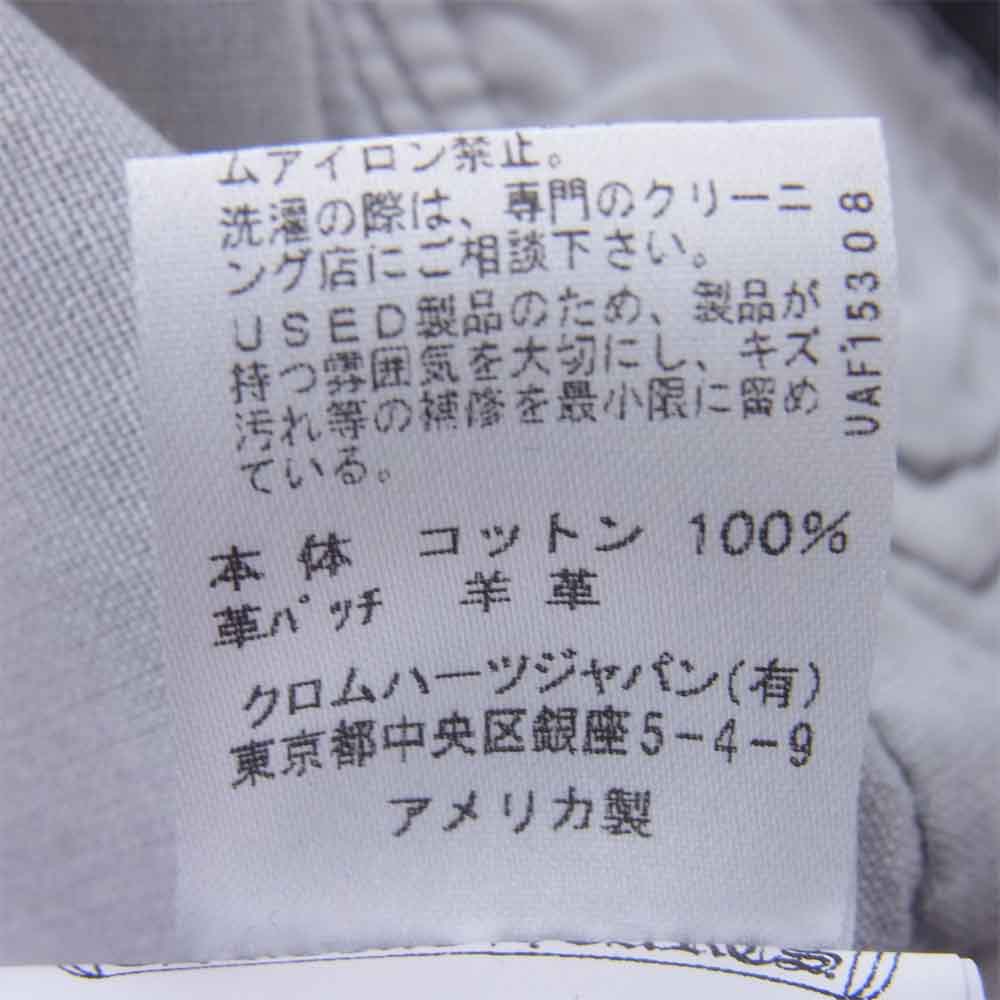 ムアイロン禁止。
洗濯の際は、専門のクリーニ
ング店にご相談下さい。
USED製品のため、製品が
持つ雰囲気を大切にし、キズ
汚れ等の補修を最小限に留め
ている。
本体 コットン 100%
革パッチ 羊革
クロムハーツジャパン(有)
東京都中央区銀座5-4-9
アメリカ製
UAF15308